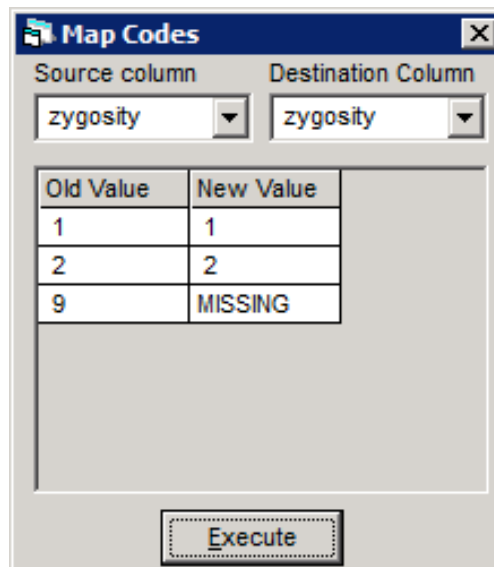 Map Codes
Source column Destination Column
zygosity zygosity
Old Value New Value
1 1
2 2
9 MISSING
Execute